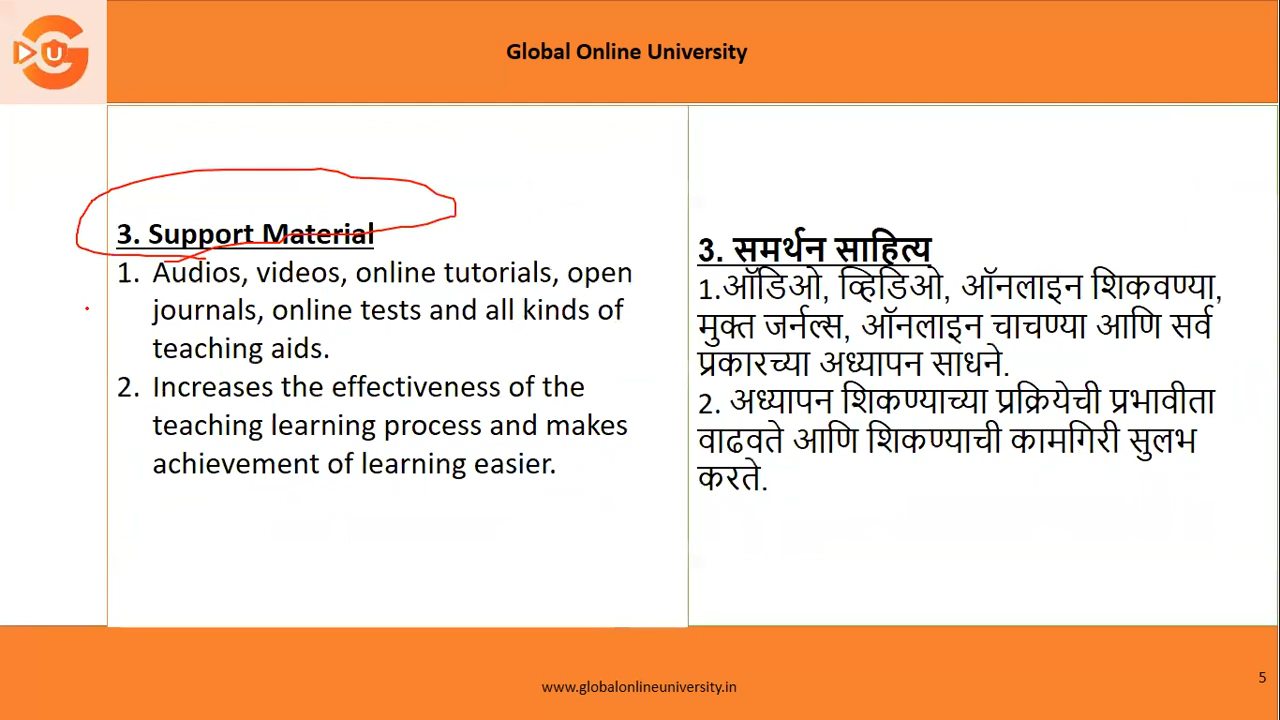 Global Online University
3. Support Material
1. Audios, videos, online tutorials, open
journals, online tests and all kinds of
teaching aids.
2. Increases the effectiveness of the
teaching learning process and makes
achievement of learning easier.
3. समर्थन साहित्य
1.ऑडिओ, व्हिडिओ, ऑनलाइन शिकवण्या,
मुक्त जर्नल्स, ऑनलाइन चाचण्या आणि सर्व
प्रकारच्या अध्यापन साधने.
2. अध्यापन शिकण्याच्या प्रक्रियेची प्रभावीता
वाढवते आणि शिकण्याची कामगिरी सुलभ
करते.
www.globalonlineuniversity.in
5